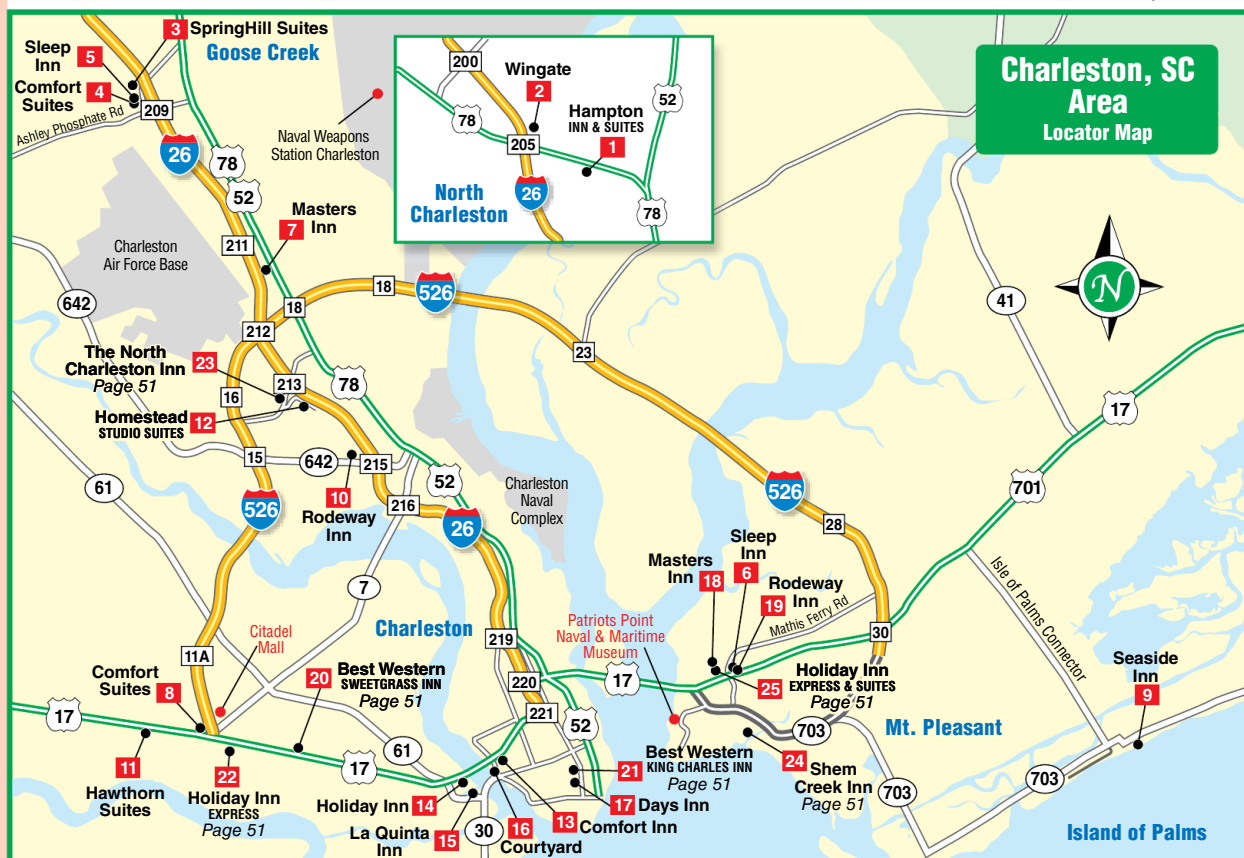 Charleston, SC
Area
Locator Map
N
3 SpringHill Suites
Goose Creek
Sleep
Inn
5
Comfort
Suites
4
209
Ashley Phosphate Rd
26
78
52
Naval Weapons
Station Charleston
200
Wingate
2
78
Hampton
INN & SUITES
1
52
205
26
North
Charleston
78
7
Masters
Inn
211
Charleston
Air Force Base
642
18
18
526
212
41
23
The North
Charleston Inn
Page 51
23
213
78
16
Homestead
STUDIO SUITES
12
17
15
642
215
10
Rodeway
Inn
61
526
216
52
26
Charleston
Naval
Complex
526
701
28
7
Sleep
Inn
6
Masters
Inn
18
Rodeway
Inn
19
Mathis Ferry Rd
Isle of Palms Connector
Patriots Point
Naval & Maritime
Museum
Charleston
219
30
Citadel
Mall
11A
Comfort
Suites
8
20
Best Western
SWEETGRASS INN
Page 51
220
17
25
Holiday Inn
EXPRESS & SUITES
Page 51
Seaside
Inn
9
17
221
52
61
703
Mt. Pleasant
11
Hawthorn
Suites
22
Holiday Inn
EXPRESS
Page 51
17
21
Best Western
KING CHARLES INN
Page 51
24
Shem
Creek Inn
Page 51
703
703
Holiday Inn 14
17 Days Inn
La Quinta
Inn
15
30
16
Courtyard
13
Comfort Inn
Island of Palms